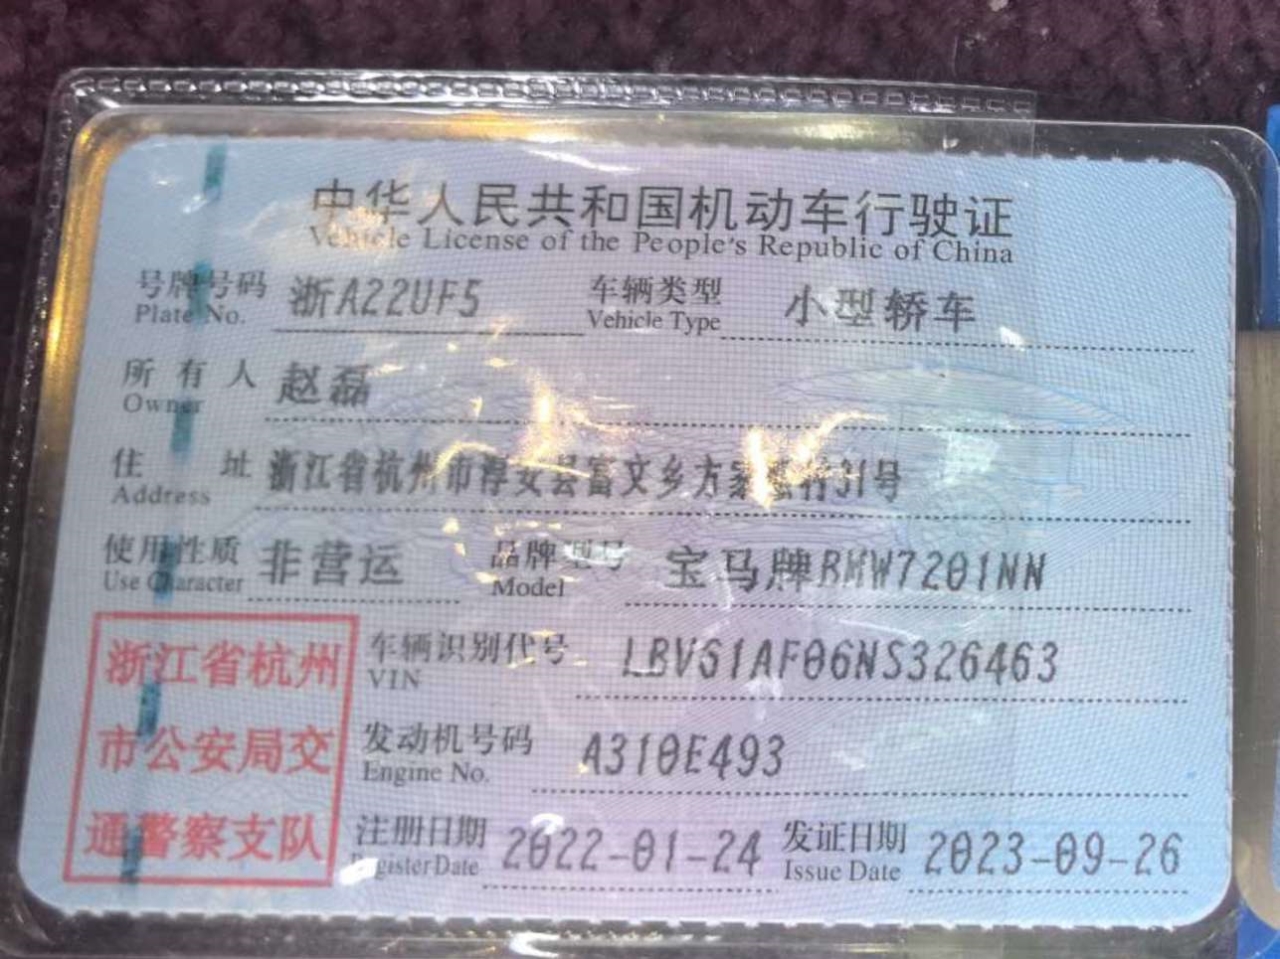 中华人民共和国机动车行驶证
Vehicle License of the People's Republic of China
号牌号码 浙A22UF5 车辆类型 小型轿车
Plate No. Vehicle Type
所有人 赵磊
Owner
住址 浙江省杭州市淳安县富文乡方家 村31号
Address
使用性质 非营运 品牌型号 宝马牌BMW7201NN
Use Character Model
浙江省杭州 车辆识别代号 LBV61AF06NS326463
VIN
市公安局交 发动机号码 A310E493
Engine No.
通警察支队 注册日期 2022-01-24 发证日期 2023-09-26
Register Date Issue Date